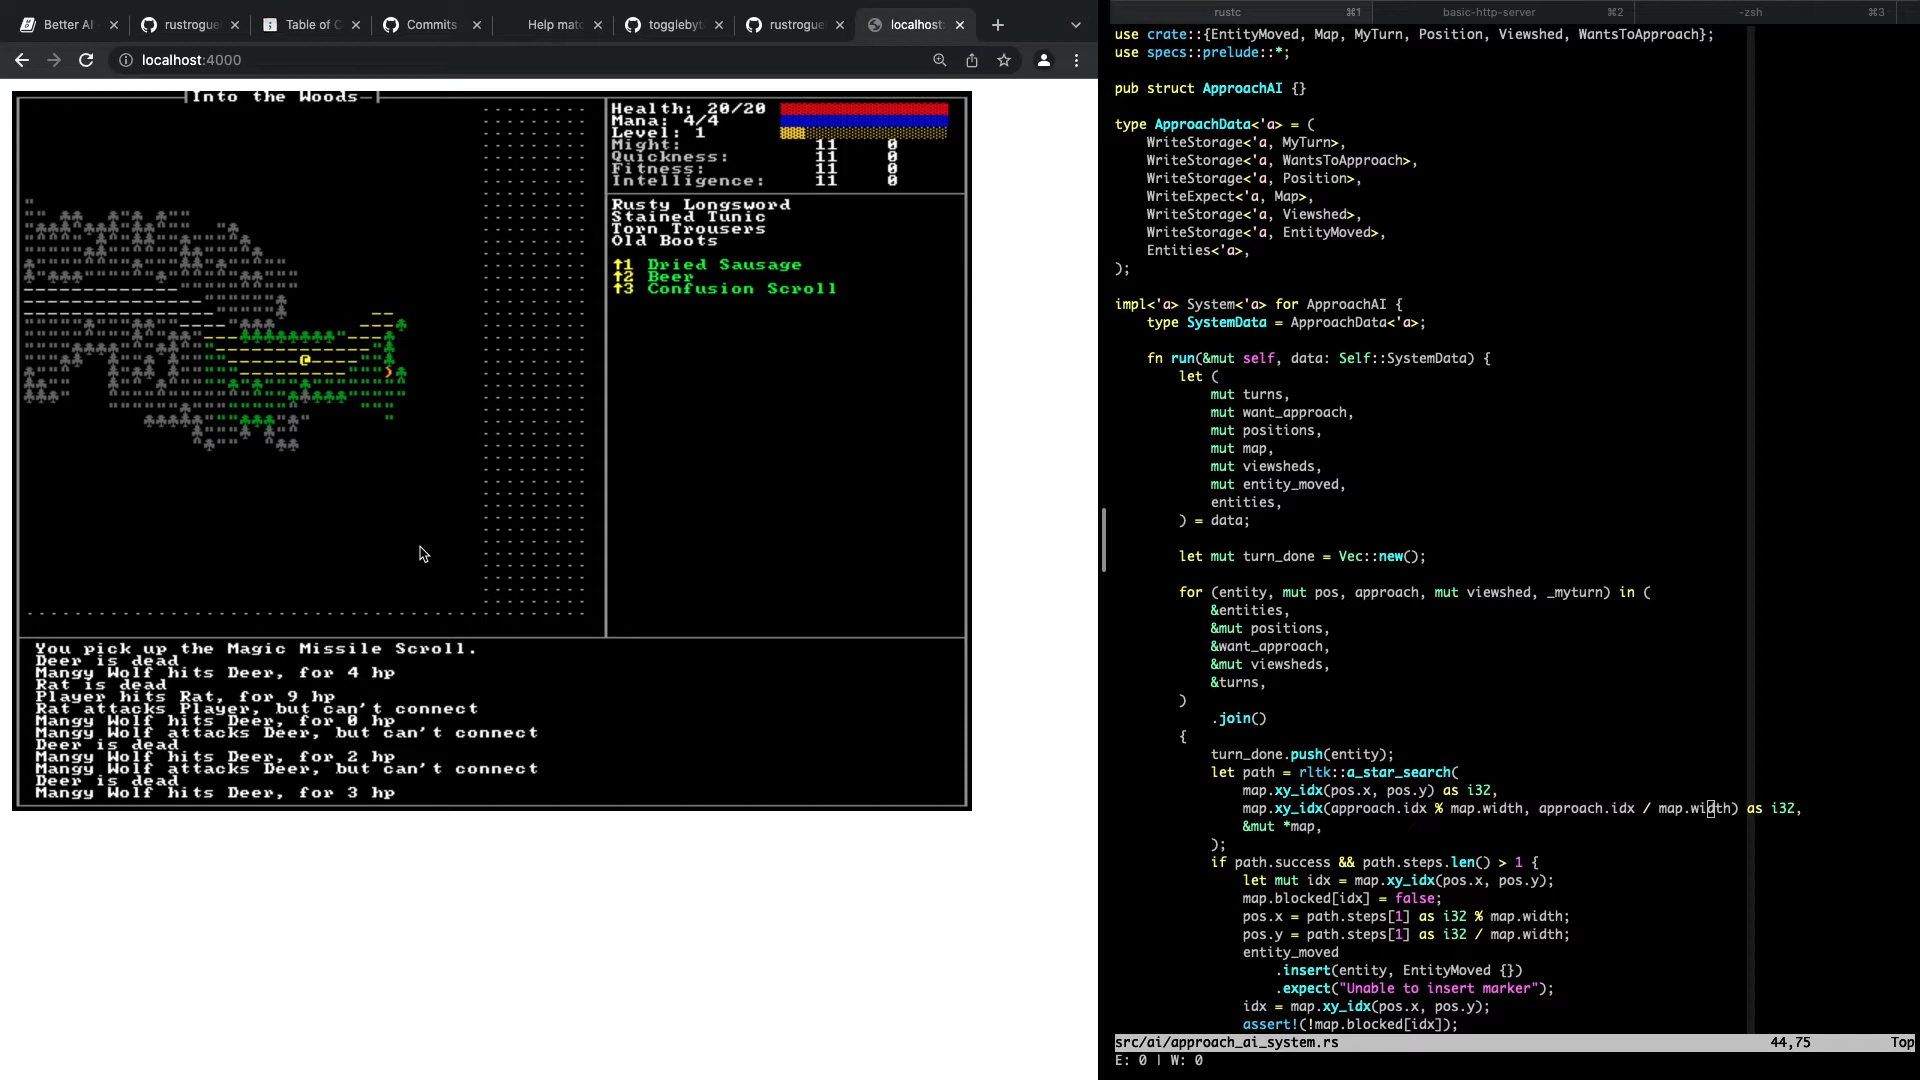 Better AI
rustrogue
Table of C
Commits
Help matc
togglebyt
rustrogue
localhost:
localhost:4000
Into the Woods
Health: 20/20
Mana: 4/4
Level: 1
Might: 11 0
Quickness: 11 0
Fitness: 11 0
Intelligence: 11 0
Rusty Longsword
Stained Tunic
Torn Trousers
Old Boots
↑1 Dried Sausage
↑2 Beer
↑3 Confusion Scroll
You pick up the Magic Missile Scroll.
Deer is dead
Mangy Wolf hits Deer, for 4 hp
Rat is dead
Player hits Rat, for 9 hp
Rat attacks Player, but can't connect
Mangy Wolf hits Deer, for 0 hp
Mangy Wolf attacks Deer, but can't connect
Deer is dead
Mangy Wolf hits Deer, for 2 hp
Mangy Wolf attacks Deer, but can't connect
Deer is dead
Mangy Wolf hits Deer, for 3 hp
rustc ⌘1
basic-http-server ⌘2
-zsh ⌘3
use crate::{EntityMoved, Map, MyTurn, Position, Viewshed, WantsToApproach};
use specs::prelude::*;
pub struct ApproachAI {}
type ApproachData<'a> = (
WriteStorage<'a, MyTurn>,
WriteStorage<'a, WantsToApproach>,
WriteStorage<'a, Position>,
WriteExpect<'a, Map>,
WriteStorage<'a, Viewshed>,
WriteStorage<'a, EntityMoved>,
Entities<'a>,
);
impl<'a> System<'a> for ApproachAI {
type SystemData = ApproachData<'a>;
fn run(&mut self, data: Self::SystemData) {
let (
mut turns,
mut want_approach,
mut positions,
mut map,
mut viewsheds,
mut entity_moved,
entities,
) = data;
let mut turn_done = Vec::new();
for (entity, mut pos, approach, mut viewshed, _myturn) in (
&entities,
&mut positions,
&want_approach,
&mut viewsheds,
&turns,
)
.join()
{
turn_done.push(entity);
let path = rltk::a_star_search(
map.xy_idx(pos.x, pos.y) as i32,
map.xy_idx(approach.idx % map.width, approach.idx / map.width) as i32,
&mut *map,
);
if path.success && path.steps.len() > 1 {
let mut idx = map.xy_idx(pos.x, pos.y);
map.blocked[idx] = false;
pos.x = path.steps[1] as i32 % map.width;
pos.y = path.steps[1] as i32 / map.width;
entity_moved
.insert(entity, EntityMoved {})
.expect("Unable to insert marker");
idx = map.xy_idx(pos.x, pos.y);
assert!(!map.blocked[idx]);
src/ai/approach_ai_system.rs 44,75 Top
E: 0 | W: 0